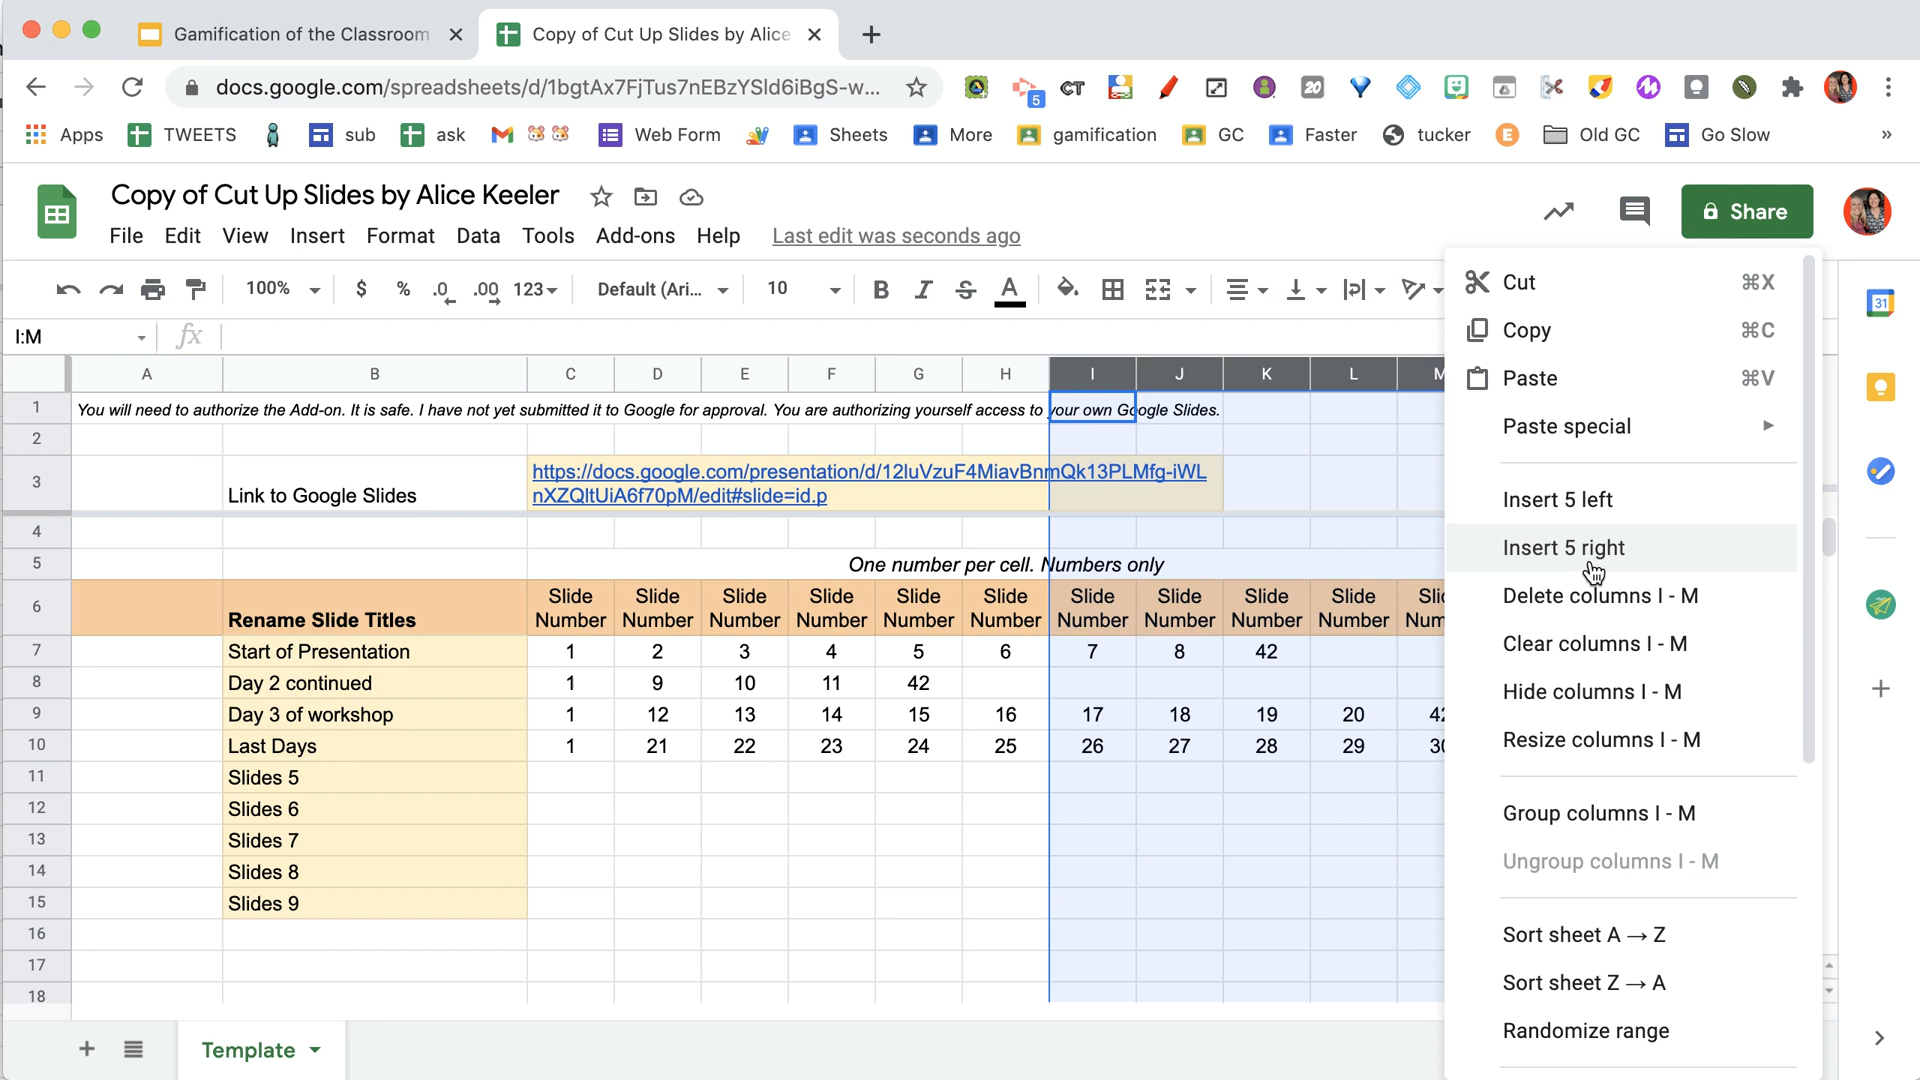 Gamification of the Classroom
Copy of Cut Up Slides by Alice
docs.google.com/spreadsheets/d/1bgtAx7FjTus7nEBzYSld6iBgS-w...
5
CT
20
Apps
TWEETS
sub
ask
Web Form
Sheets
More
gamification
GC
Faster
tucker
E
Old GC
Go Slow
»
Copy of Cut Up Slides by Alice Keeler
Share
File Edit View Insert Format Data Tools Add-ons Help Last edit was seconds ago
100% $ % .0 .00 123 Default (Ari... 10 B I S A
31
I:M fx
A B C D E F G H I J K L M
1 You will need to authorize the Add-on. It is safe. I have not yet submitted it to Google for approval. You are authorizing yourself access to your own Google Slides.
2
3 Link to Google Slides https://docs.google.com/presentation/d/12luVzuF4MiavBnmQk13PLMfg-iWL
nXZQltUiA6f70pM/edit#slide=id.p
4
5 One number per cell. Numbers only
6 Rename Slide Titles Slide Number Slide Number Slide Number Slide Number Slide Number Slide Number Slide Number Slide Number Slide Number Slide Number
7 Start of Presentation 1 2 3 4 5 6 7 8 42
8 Day 2 continued 1 9 10 11 42
9 Day 3 of workshop 1 12 13 14 15 16 17 18 19 20 42
10 Last Days 1 21 22 23 24 25 26 27 28 29 30
11 Slides 5
12 Slides 6
13 Slides 7
14 Slides 8
15 Slides 9
16
17
18
Template
Cut ⌘X
Copy ⌘C
Paste ⌘V
Paste special
Insert 5 left
Insert 5 right
Delete columns I - M
Clear columns I - M
Hide columns I - M
Resize columns I - M
Group columns I - M
Ungroup columns I - M
Sort sheet A → Z
Sort sheet Z → A
Randomize range